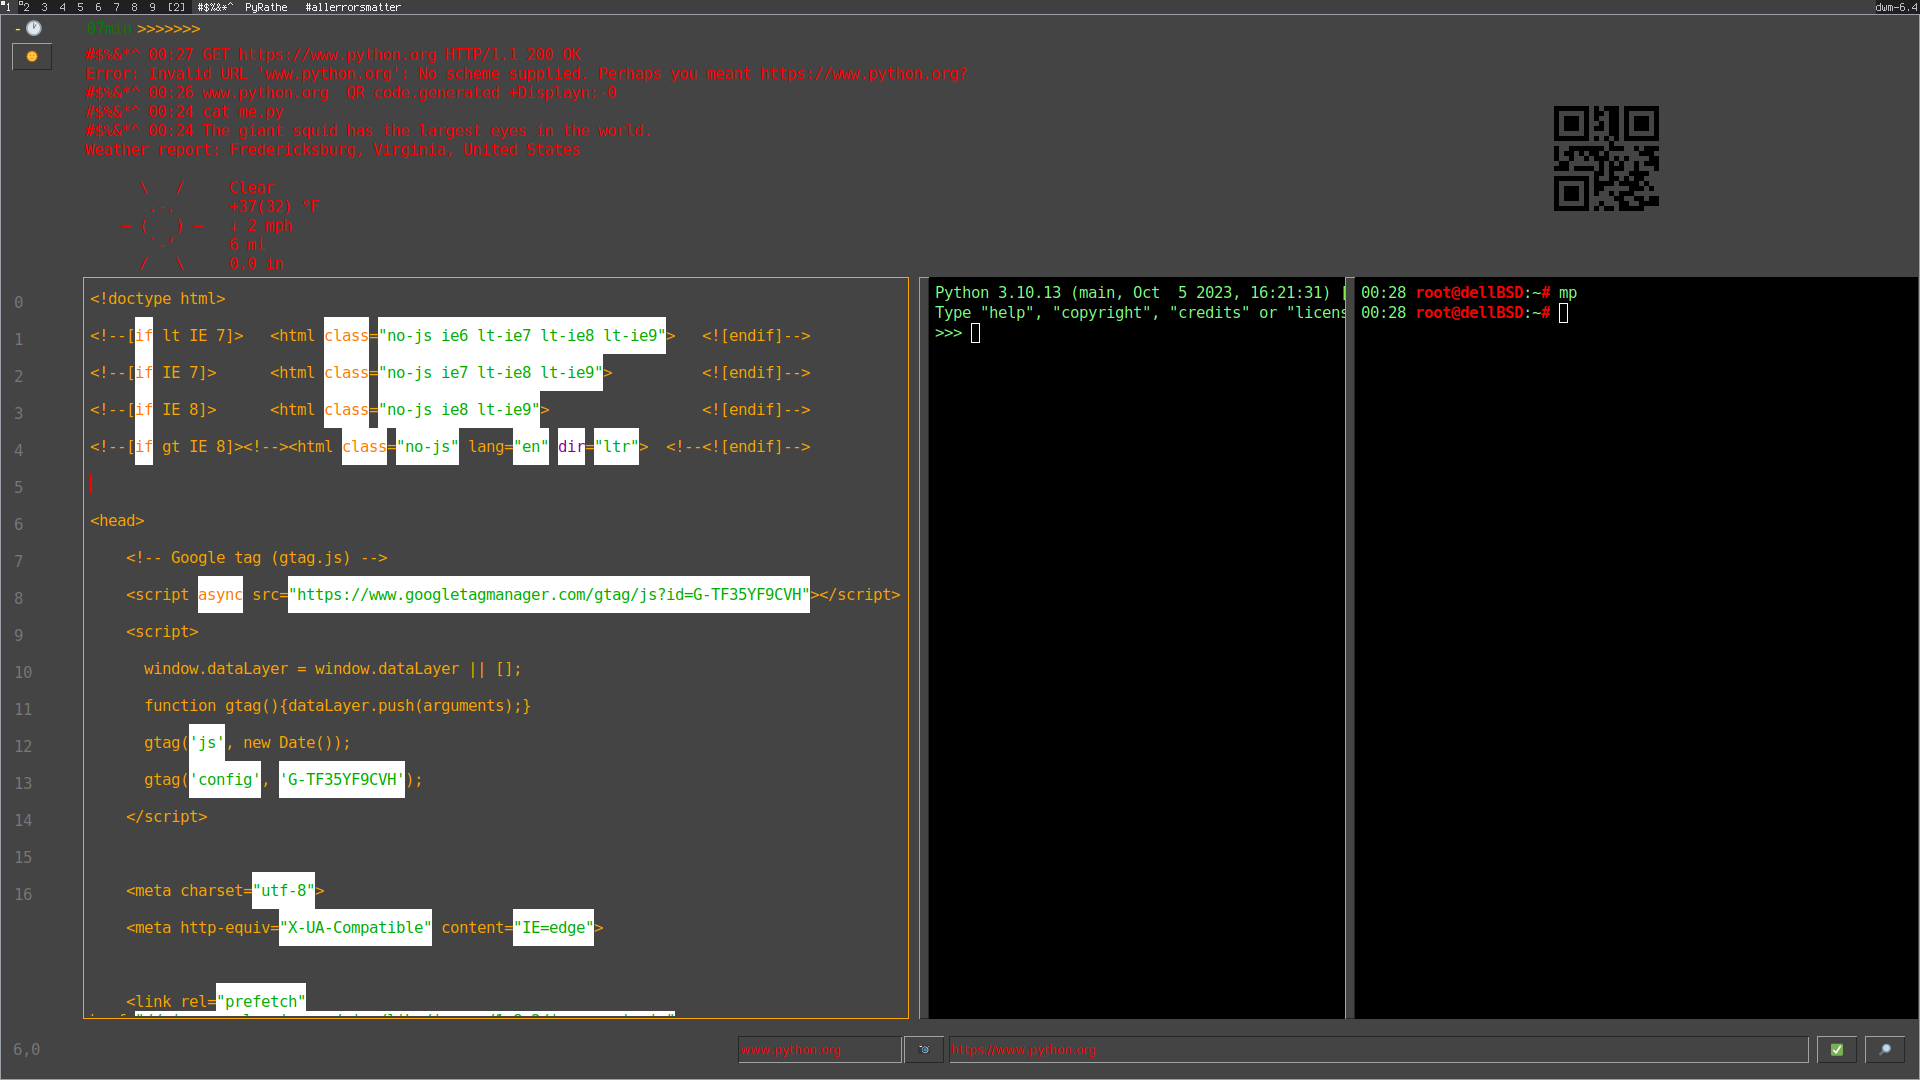 1 2 3 4 5 6 7 8 9 [2] #$%&*^ PyRathe #allerrorsmatter dwm-6.4
- 07min >>>>>>>
#$%&*^ 00:27 GET https://www.python.org HTTP/1.1 200 OK
Error: Invalid URL 'www.python.org': No scheme supplied. Perhaps you meant https://www.python.org?
#$%&*^ 00:26 www.python.org  QR code.generated +Displayn:-0
#$%&*^ 00:24 cat me.py
#$%&*^ 00:24 The giant squid has the largest eyes in the world.
Weather report: Fredericksburg, Virginia, United States
\   /     Clear
.-.      +37(32) °F
― (   ) ―   ↓ 2 mph
`-’      6 mi
/   \     0.0 in
0 <!doctype html>
1 <!--[if lt IE 7]>   <html class="no-js ie6 lt-ie7 lt-ie8 lt-ie9">   <![endif]-->
2 <!--[if IE 7]>      <html class="no-js ie7 lt-ie8 lt-ie9">          <![endif]-->
3 <!--[if IE 8]>      <html class="no-js ie8 lt-ie9">                 <![endif]-->
4 <!--[if gt IE 8]><!--><html class="no-js" lang="en" dir="ltr">  <!--<![endif]-->
5
6 <head>
7 <!-- Google tag (gtag.js) -->
8 <script async src="https://www.googletagmanager.com/gtag/js?id=G-TF35YF9CVH"></script>
9 <script>
10 window.dataLayer = window.dataLayer || [];
11 function gtag(){dataLayer.push(arguments);}
12 gtag('js', new Date());
13 gtag('config', 'G-TF35YF9CVH');
14 </script>
15
16 <meta charset="utf-8">
<meta http-equiv="X-UA-Compatible" content="IE=edge">
<link rel="prefetch"
Python 3.10.13 (main, Oct  5 2023, 16:21:31) [
Type "help", "copyright", "credits" or "licens
>>>
00:28 root@dellBSD:~# mp
00:28 root@dellBSD:~#
6,0 www.python.org https://www.python.org